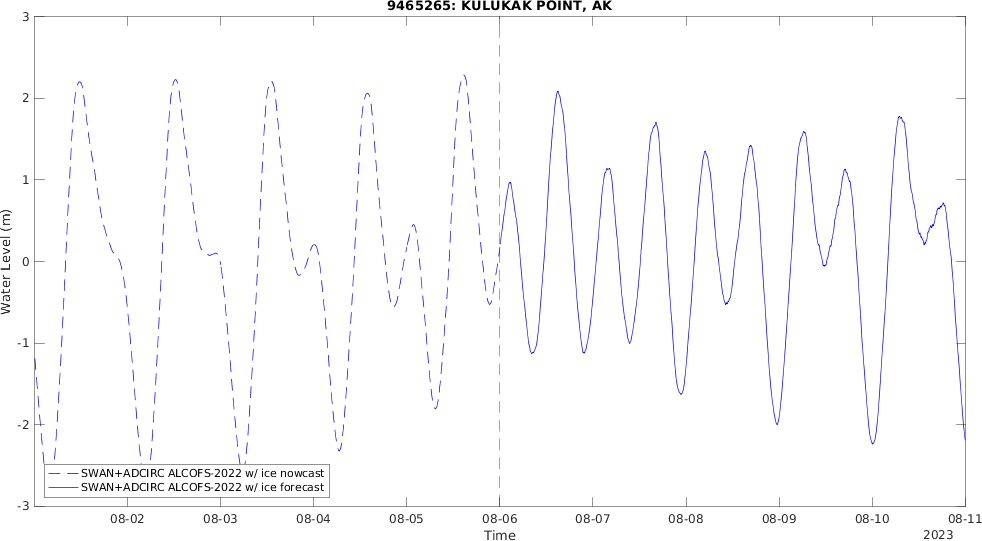 9465265: KULUKAK POINT, AK
3
2
1
0
-1
-2
-3
Water Level (m)
SWAN+ADCIRC ALCOFS-2022 w/ ice nowcast
SWAN+ADCIRC ALCOFS-2022 w/ ice forecast
08-02 08-03 08-04 08-05 08-06 08-07 08-08 08-09 08-10 08-11
Time
2023